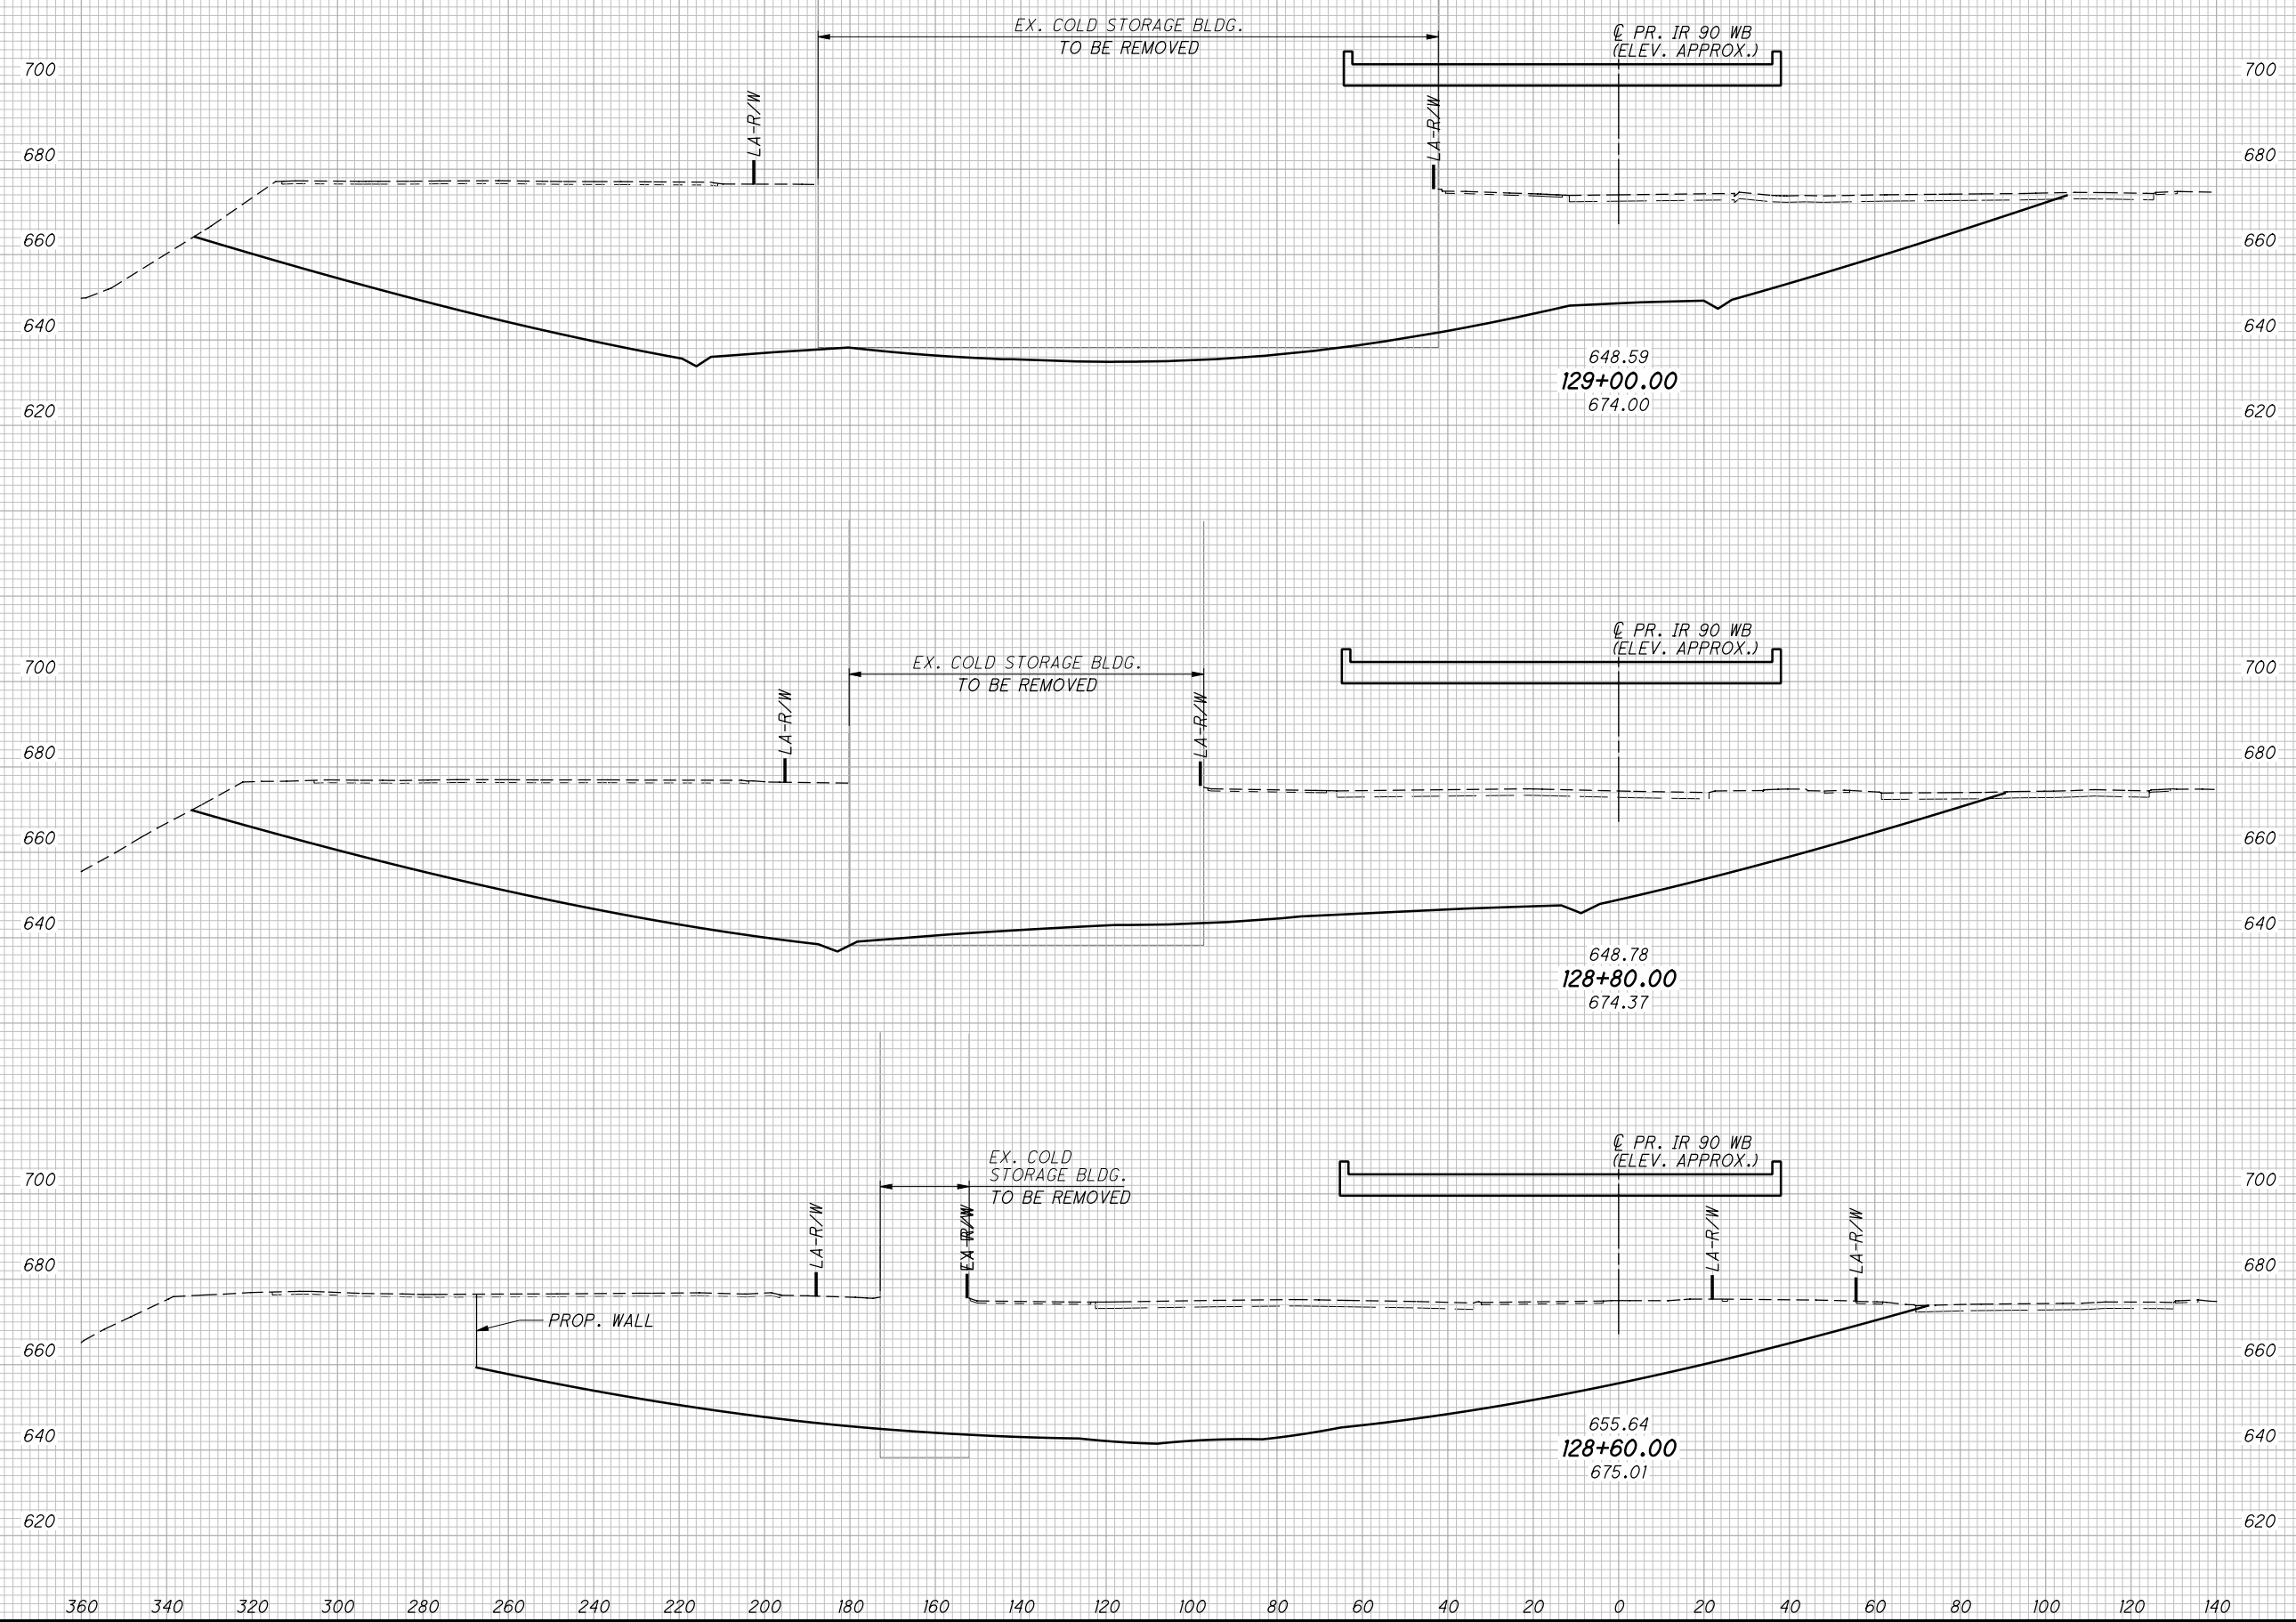 EX. COLD STORAGE BLDG.
TO BE REMOVED
℄ PR. IR 90 WB
(ELEV. APPROX.)
700
700
LA-R/W
LA-R/W
680
680
660
660
640
640
648.59
129+00.00
674.00
620
620
℄ PR. IR 90 WB
(ELEV. APPROX.)
EX. COLD STORAGE BLDG.
TO BE REMOVED
700
700
LA-R/W
LA-R/W
680
680
660
660
640
640
648.78
128+80.00
674.37
℄ PR. IR 90 WB
(ELEV. APPROX.)
EX. COLD
STORAGE BLDG.
TO BE REMOVED
700
700
LA-R/W
EX-R/W
LA-R/W
LA-R/W
680
680
PROP. WALL
660
660
640
640
655.64
128+60.00
675.01
620
620
360 340 320 300 280 260 240 220 200 180 160 140 120 100 80 60 40 20 0 20 40 60 80 100 120 140